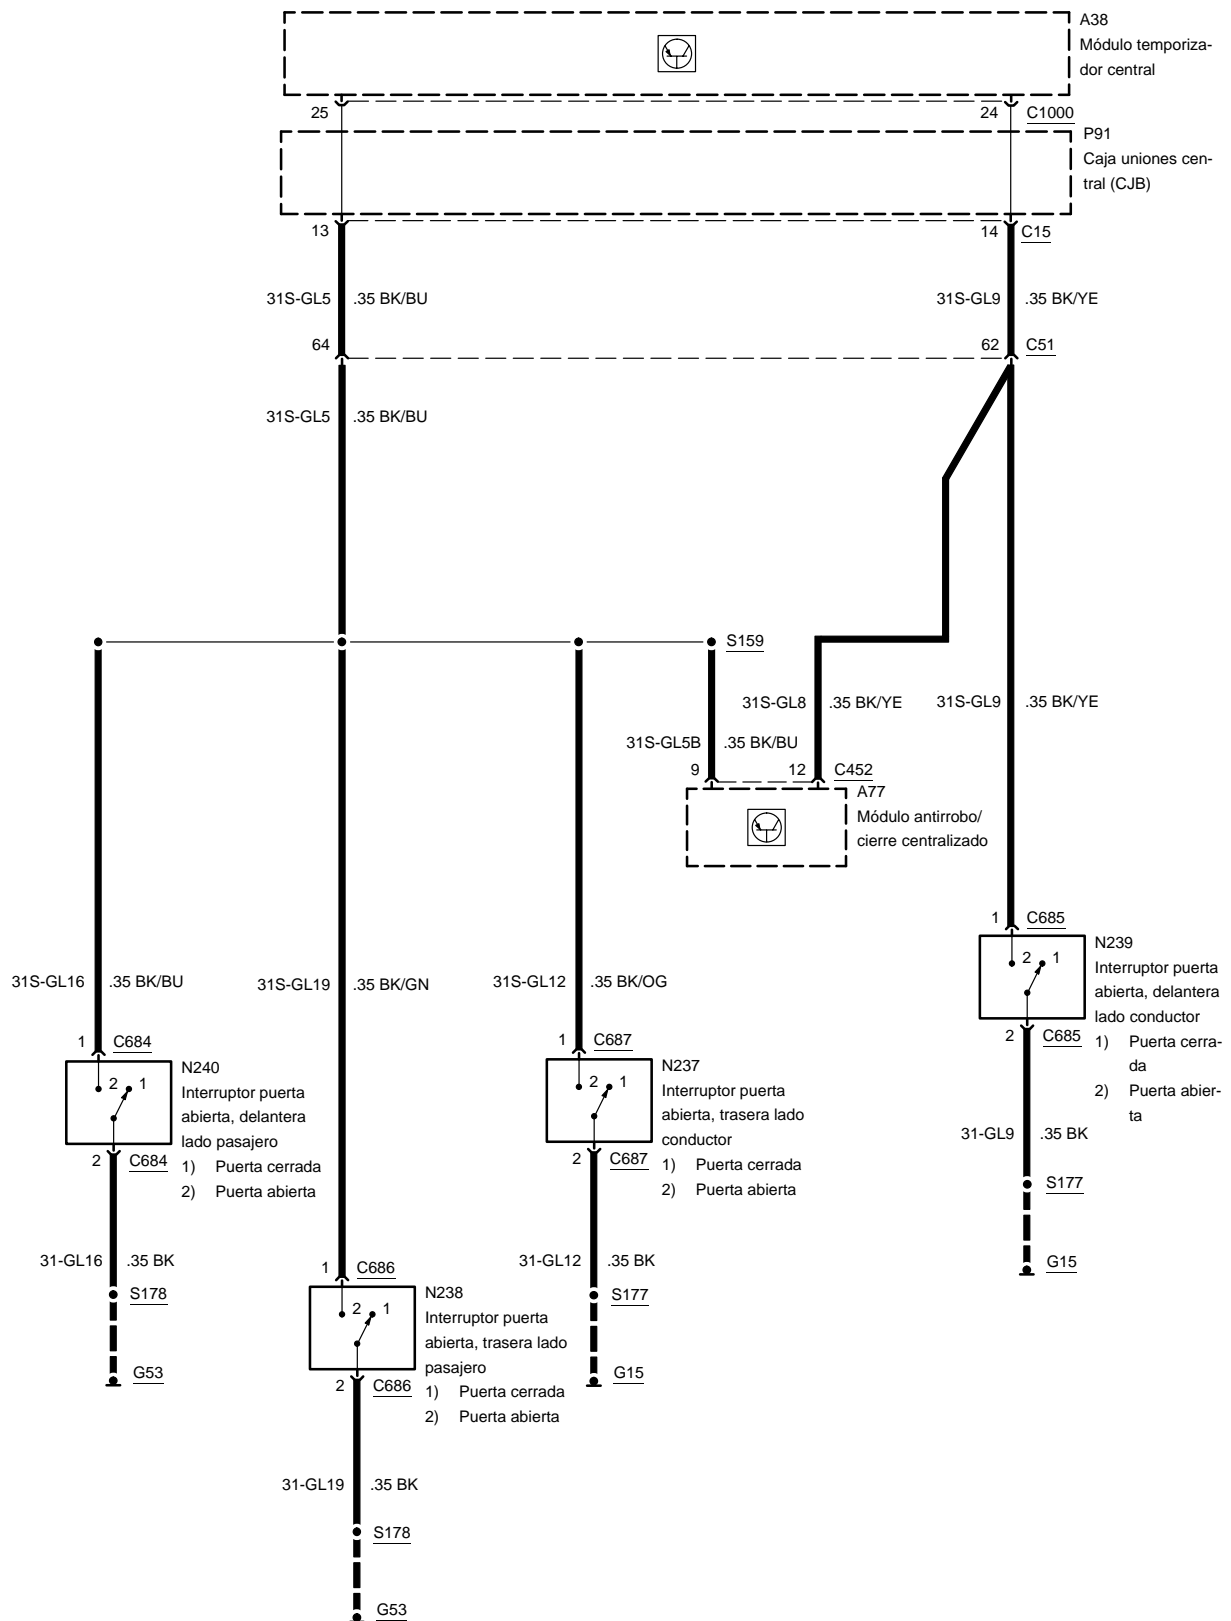 A38
Módulo temporiza-
dor central
25
24
C1000
P91
Caja uniones cen-
tral (CJB)
13
14
C15
31S-GL5
.35 BK/BU
31S-GL9
.35 BK/YE
64
62
C51
31S-GL5
.35 BK/BU
S159
31S-GL8
.35 BK/YE
31S-GL9
.35 BK/YE
31S-GL5B
.35 BK/BU
9
12
C452
A77
Módulo antirrobo/
cierre centralizado
1
C685
N239
Interruptor puerta
abierta, delantera
lado conductor
1) Puerta cerra-
da
2) Puerta abier-
ta
2 1
2
C685
31S-GL16
.35 BK/BU
31S-GL19
.35 BK/GN
31S-GL12
.35 BK/OG
1
C684
N240
Interruptor puerta
abierta, delantera
lado pasajero
1) Puerta cerrada
2) Puerta abierta
2 1
2
C684
1
C687
N237
Interruptor puerta
abierta, trasera lado
conductor
1) Puerta cerrada
2) Puerta abierta
2 1
2
C687
31-GL9
.35 BK
S177
G15
31-GL16
.35 BK
S178
G53
1
C686
N238
Interruptor puerta
abierta, trasera lado
pasajero
1) Puerta cerrada
2) Puerta abierta
2 1
2
C686
31-GL12
.35 BK
S177
G15
31-GL19
.35 BK
S178
G53